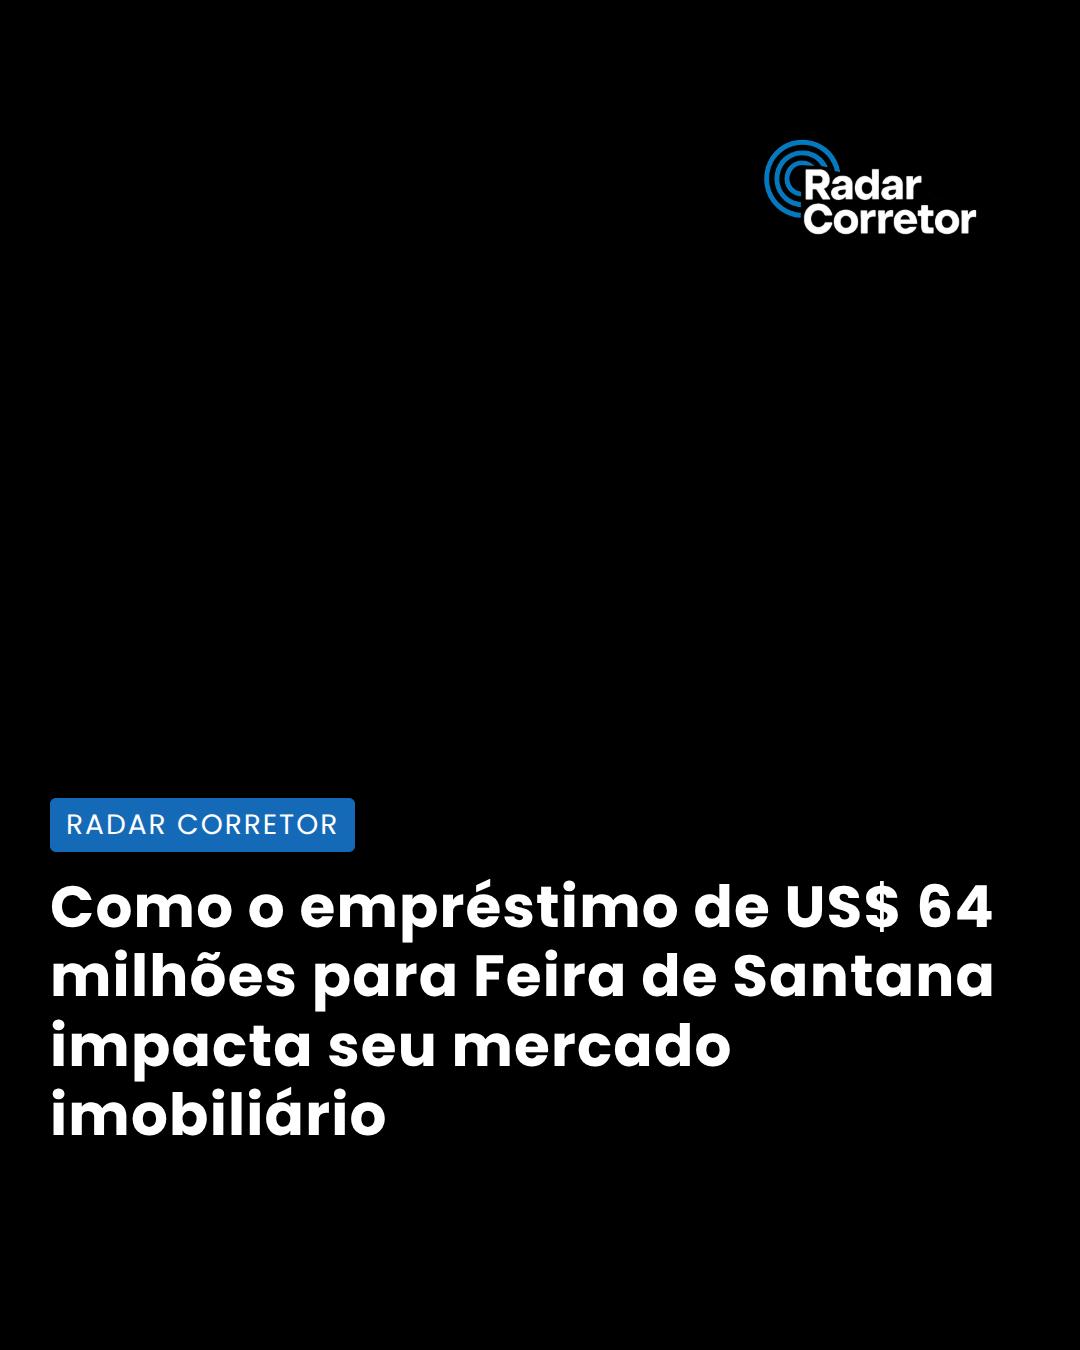 Radar
Corretor
RADAR CORRETOR
Como o empréstimo de US$ 64
milhões para Feira de Santana
impacta seu mercado
imobiliário